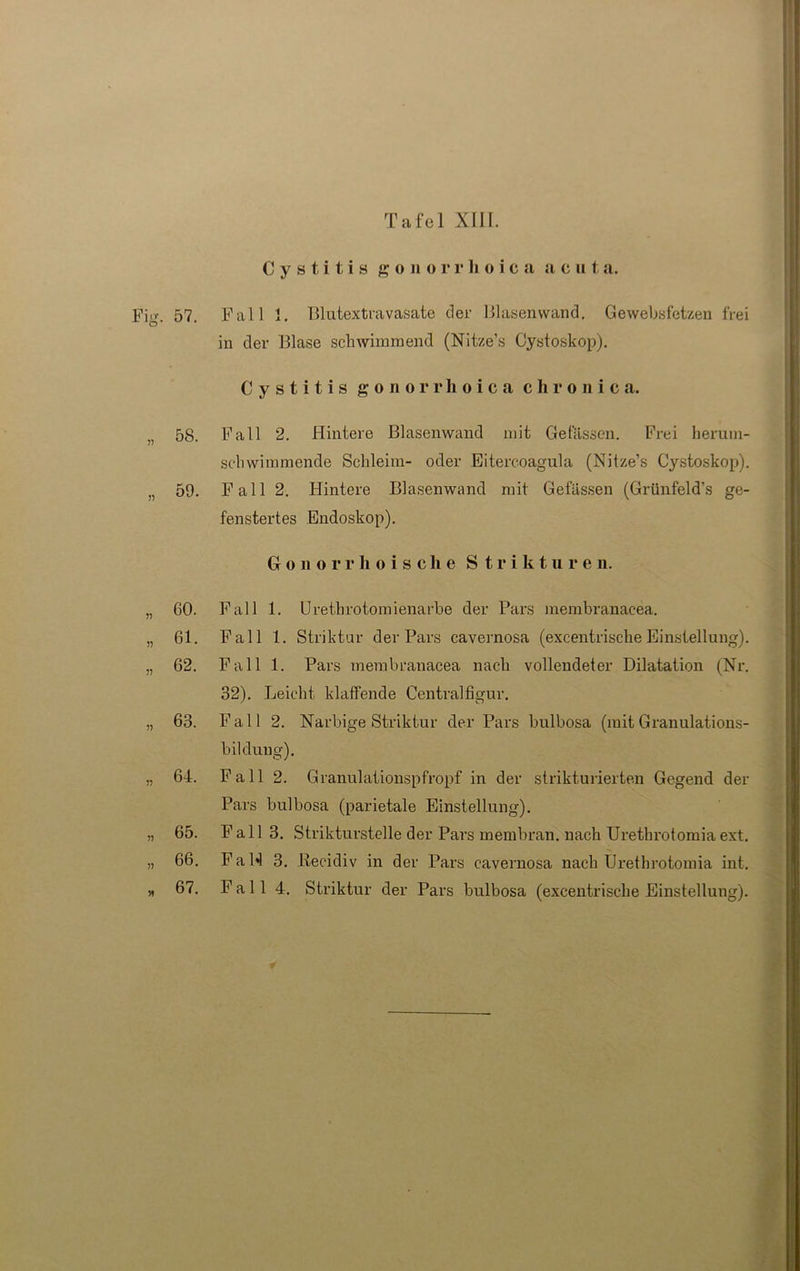 Tafel XIII.
Cystitis gonorrhoica acuta.
Fig. 57. Fall 1. Blutextravasate der Blasenwand. Gewebsfetzen frei
in der Blase schwimmend (Nitze's Cystoskop).
Cystitis gonorrhoica chronica.
„ 58. Fall 2. Hintere Blasenwand mit Gefässen. Frei herum-
schwimmende Schleim- oder Eitercoagula (Nitze's Cystoskop).
„ 59. Fall 2. Hintere Blasenwand mit Gefässen (Grünfeld's ge-
fenstertes Endoskop).
Gonorrhoische Strikturen.
„ 60. Fall 1. Urethrotomienarbe der Pars membranacea.
„ 61. Fall 1. Striktur der Pars cavernosa (excentrische Einstellung).
„ 62. Fall 1. Pars membranacea nach vollendeter Dilatation (Nr.
32). Leicht klaffende Centralfigur.
„ 63. Fall 2. Narbige Striktur der Pars bulbosa (mit Granulations-
bildung).
„ 64. Fall 2. Granulationspfropf in der strikturierten Gegend der
Pars bulbosa (parietale Einstellung).
„ 65. Fall 3. Strikturstelle der Pars membran. nach Urethrotomia ext.
„ 66. Fall 3. Recidiv in der Pars cavernosa nach Urethrotomia int.
„ 67. Fall 4. Striktur der Pars bulbosa (excentrische Einstellung).